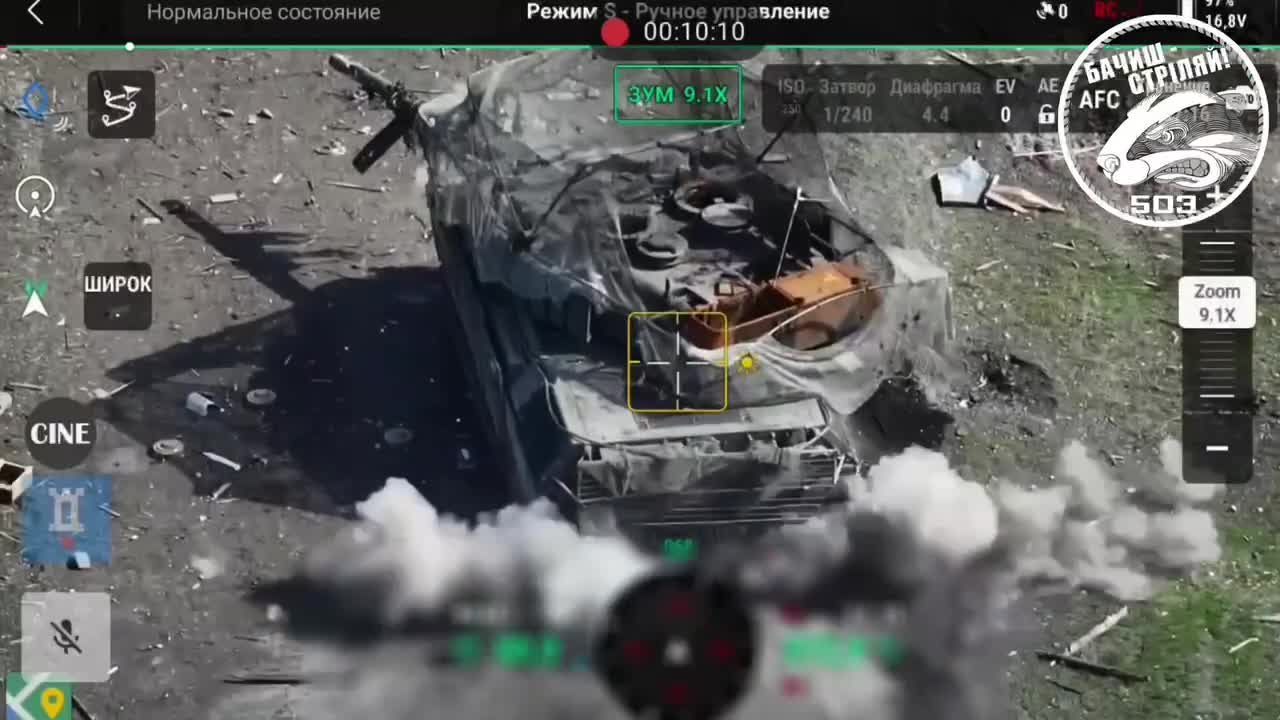 Нормальное состояние
Режим S - Ручное управление
0
97%
16,8V
00:10:10
ЗУМ 9.1X
ISO
Затвор
1/240
Диафрагма
4.4
EV
0
AE
AFC
БАЧИШ
СТРІЛЯЙ!
503
ШИРОК
Zoom
9.1X
CINE